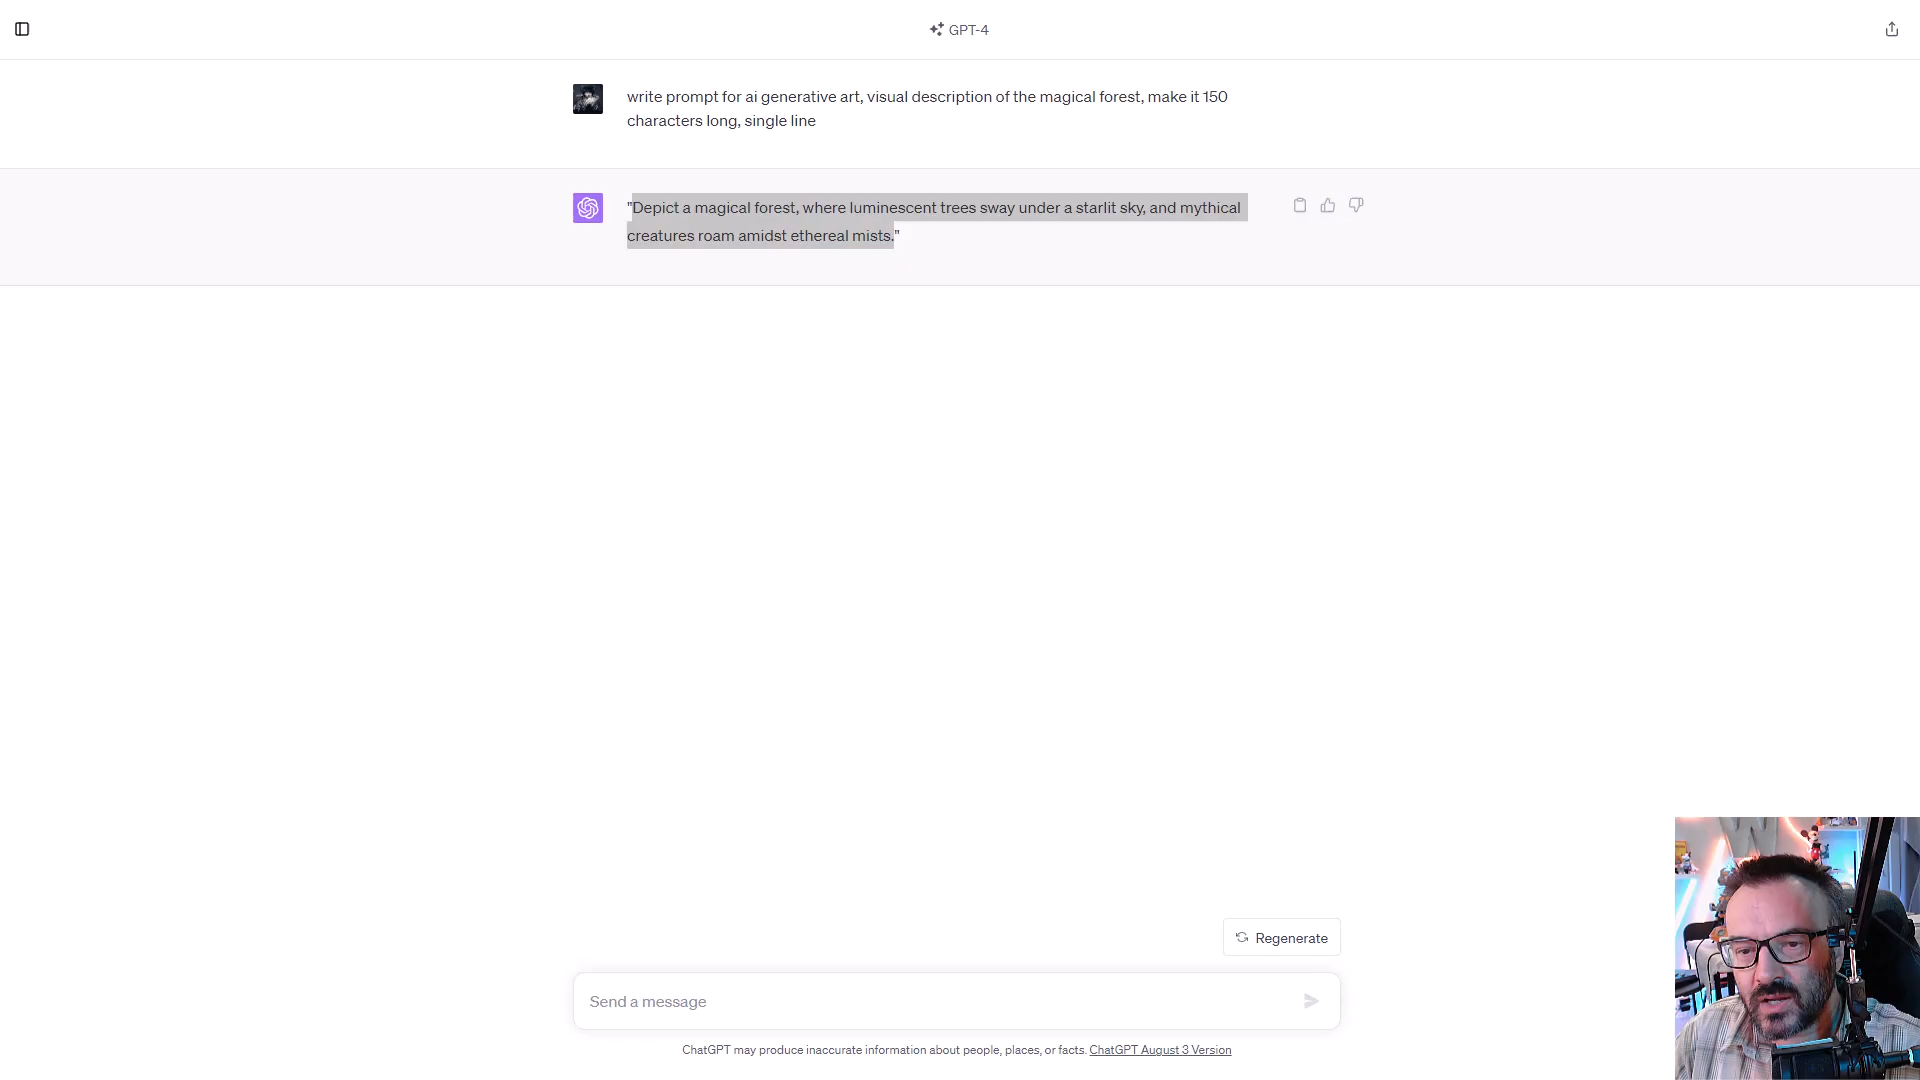 GPT-4
write prompt for ai generative art, visual description of the magical forest, make it 150
characters long, single line
"Depict a magical forest, where luminescent trees sway under a starlit sky, and mythical
creatures roam amidst ethereal mists."
Regenerate
Send a message
ChatGPT may produce inaccurate information about people, places, or facts. ChatGPT August 3 Version